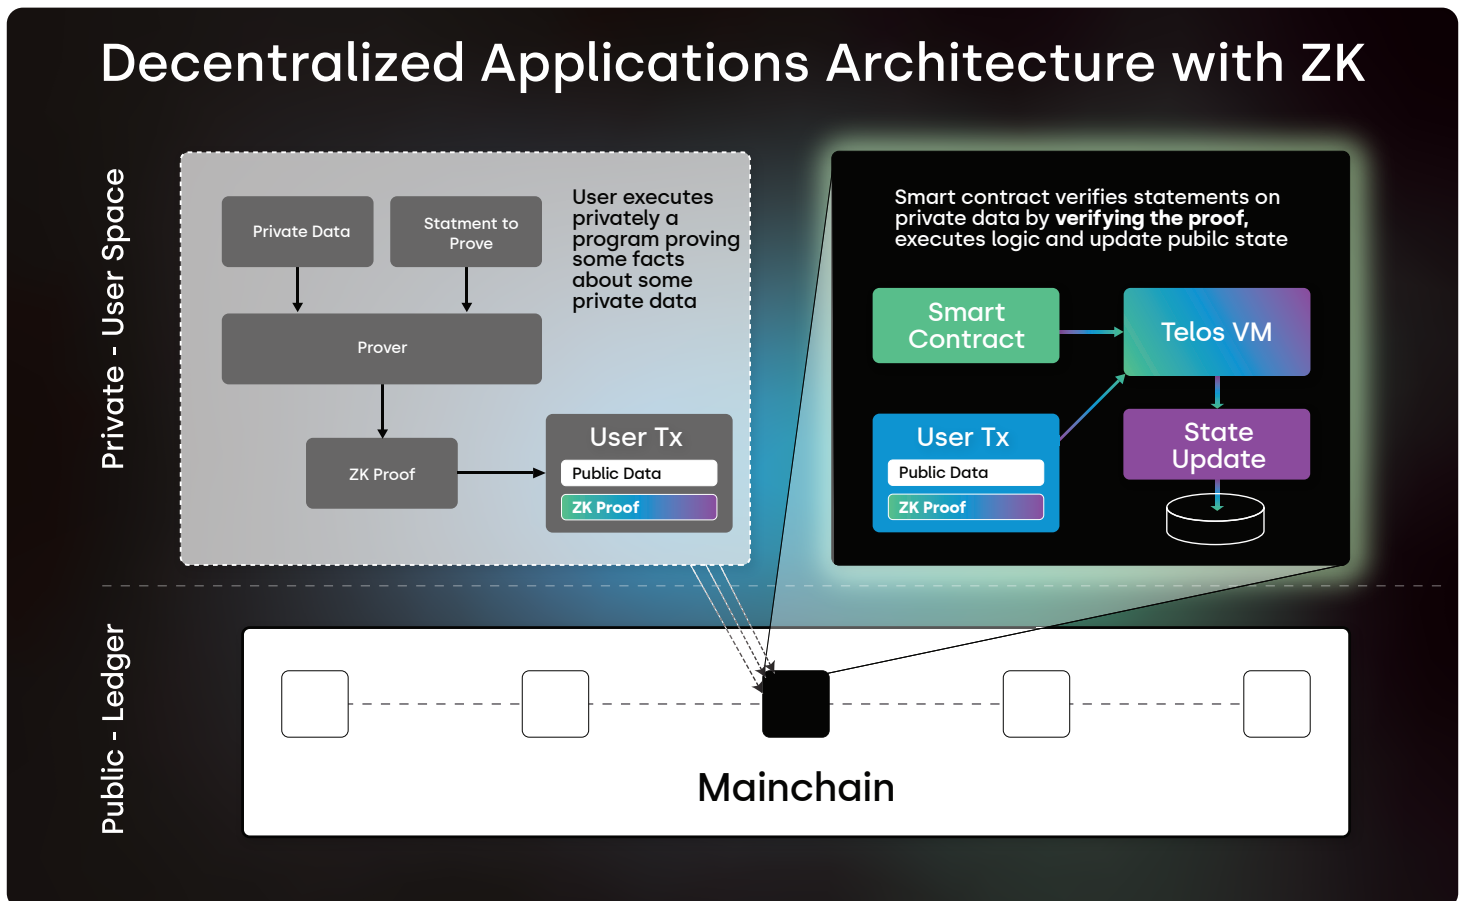 Decentralized Applications Architecture with ZK
Private - User Space
Private Data
Statment to
Prove
User executes
privately a
program proving
some facts
about some
private data
Prover
ZK Proof
User Tx
Public Data
ZK Proof
Smart contract verifies statements on
private data by verifying the proof,
executes logic and update pubilc state
Smart
Contract
Telos VM
User Tx
Public Data
ZK Proof
State
Update
Public - Ledger
Mainchain